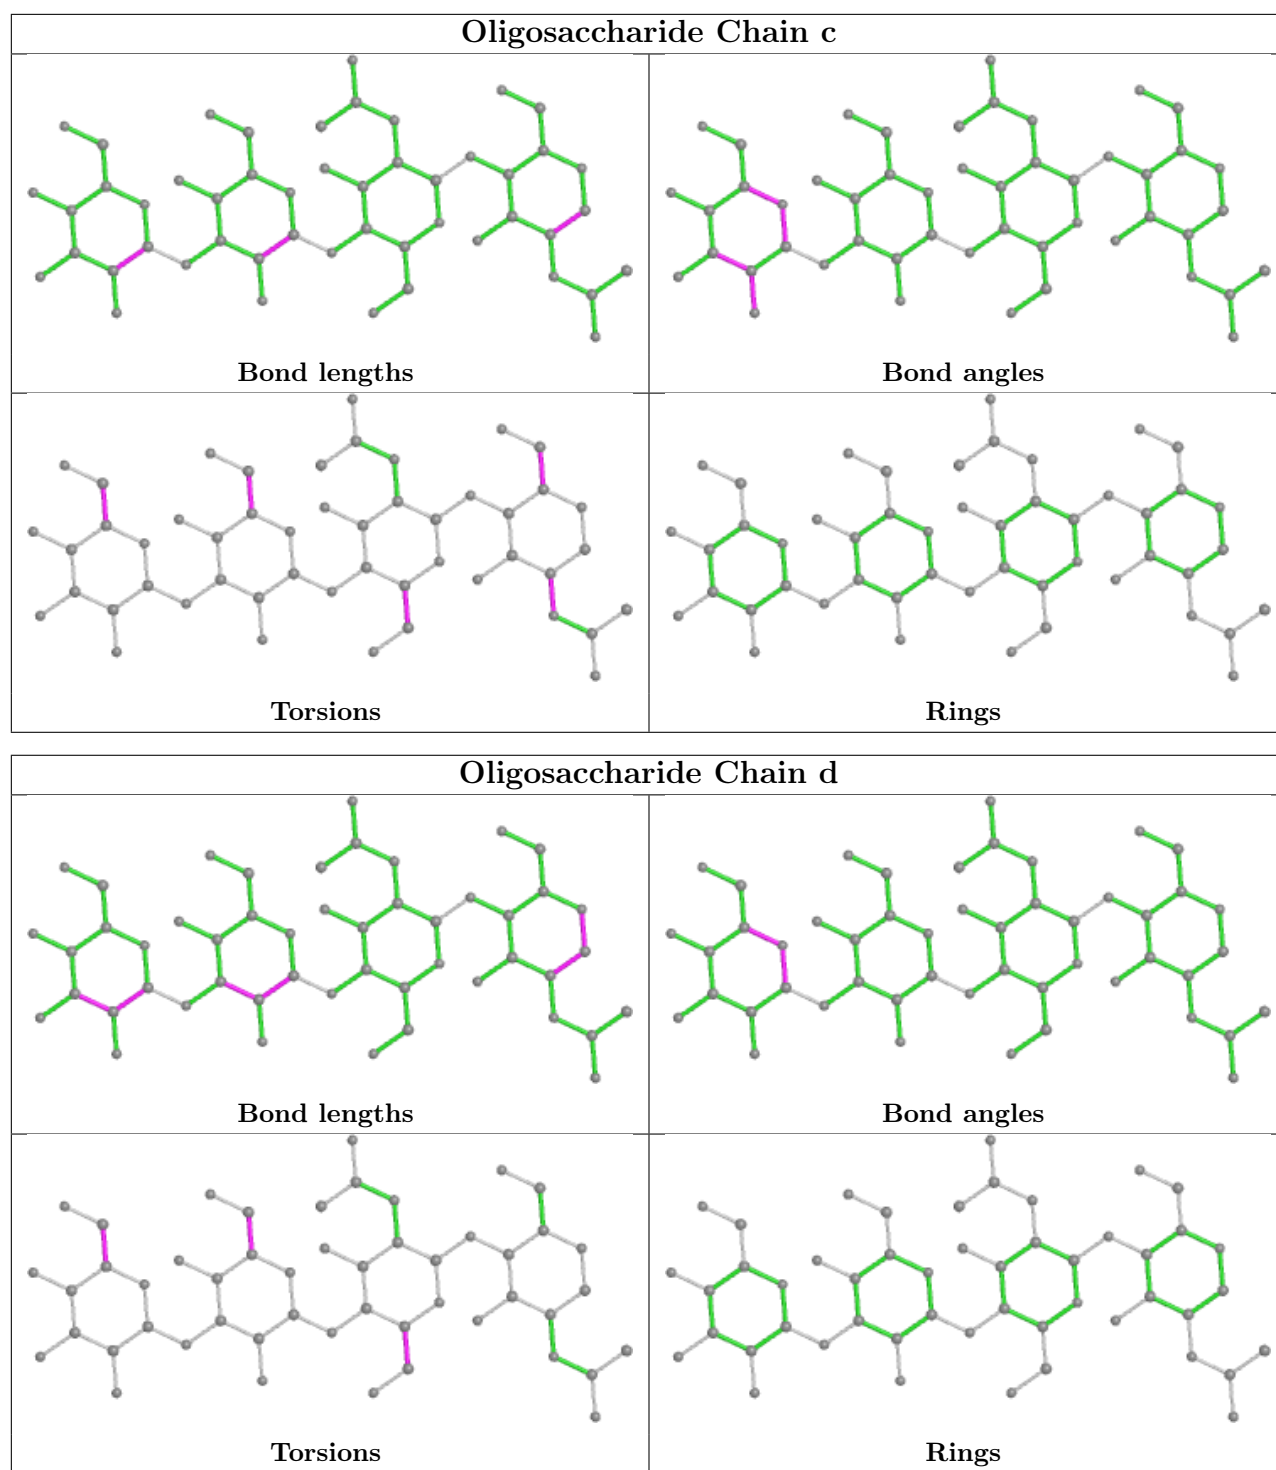 Oligosaccharide Chain c
Bond lengths
Bond angles
Torsions
Rings
Oligosaccharide Chain d
Bond lengths
Bond angles
Torsions
Rings